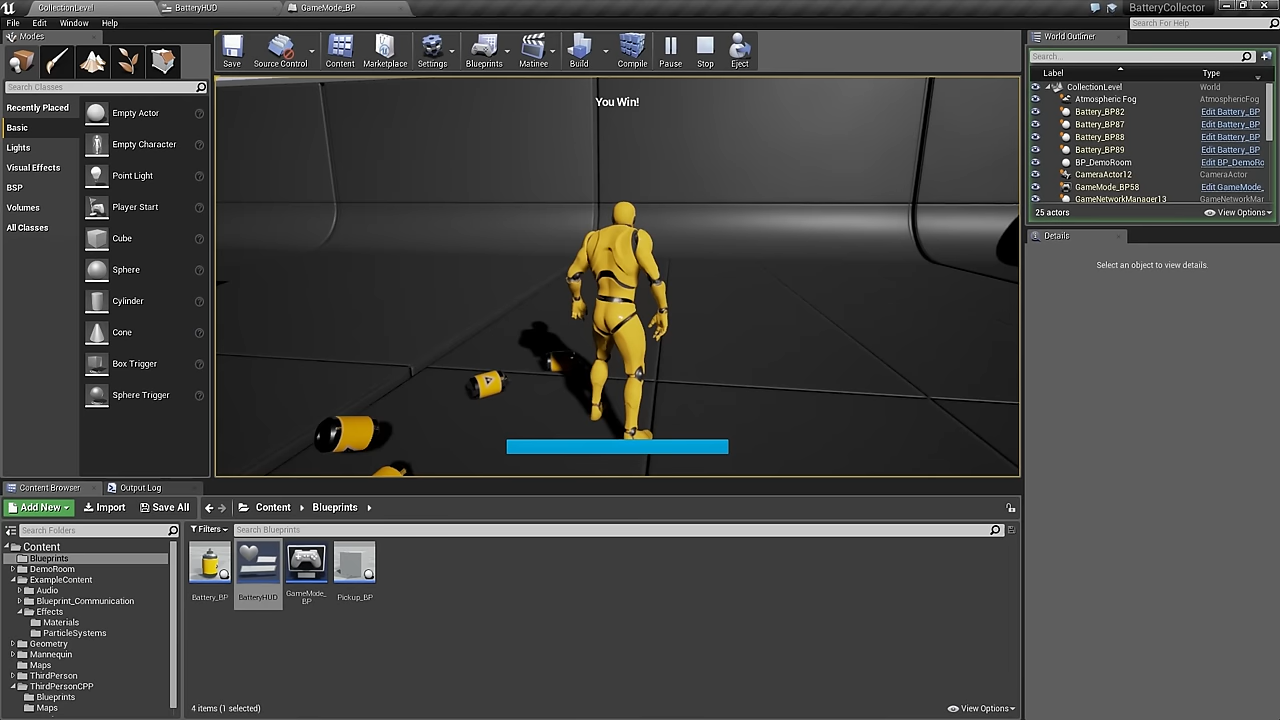 CollectionLevel
BatteryHUD
GameMode_BP
BatteryCollector
File Edit Window Help
Search For Help
Modes
Save
Source Control
Content
Marketplace
Settings
Blueprints
Matinee
Build
Compile
Pause
Stop
Eject
World Outliner
Search Classes
Search...
Label Type
Recently Placed
Basic
Lights
Visual Effects
BSP
Volumes
All Classes
Empty Actor
Empty Character
Point Light
Player Start
Cube
Sphere
Cylinder
Cone
Box Trigger
Sphere Trigger
You Win!
CollectionLevel World
Atmospheric Fog AtmosphericFog
Battery_BP82 Edit Battery_BP
Battery_BP87 Edit Battery_BP
Battery_BP88 Edit Battery_BP
Battery_BP89 Edit Battery_BP
BP_DemoRoom Edit BP_DemoRo
CameraActor12 CameraActor
GameMode_BP58 Edit GameMode_
GameNetworkManager13 GameNetworkMar
25 actors View Options
Details
Select an object to view details.
Content Browser
Output Log
Add New Import Save All Content Blueprints
Search Folders
Filters Search Blueprints
Content
Blueprints
DemoRoom
ExampleContent
Audio
Blueprint_Communication
Effects
Materials
ParticleSystems
Geometry
Mannequin
Maps
ThirdPerson
ThirdPersonCPP
Blueprints
Maps
Battery_BP
BatteryHUD
GameMode_
BP
Pickup_BP
4 items (1 selected) View Options